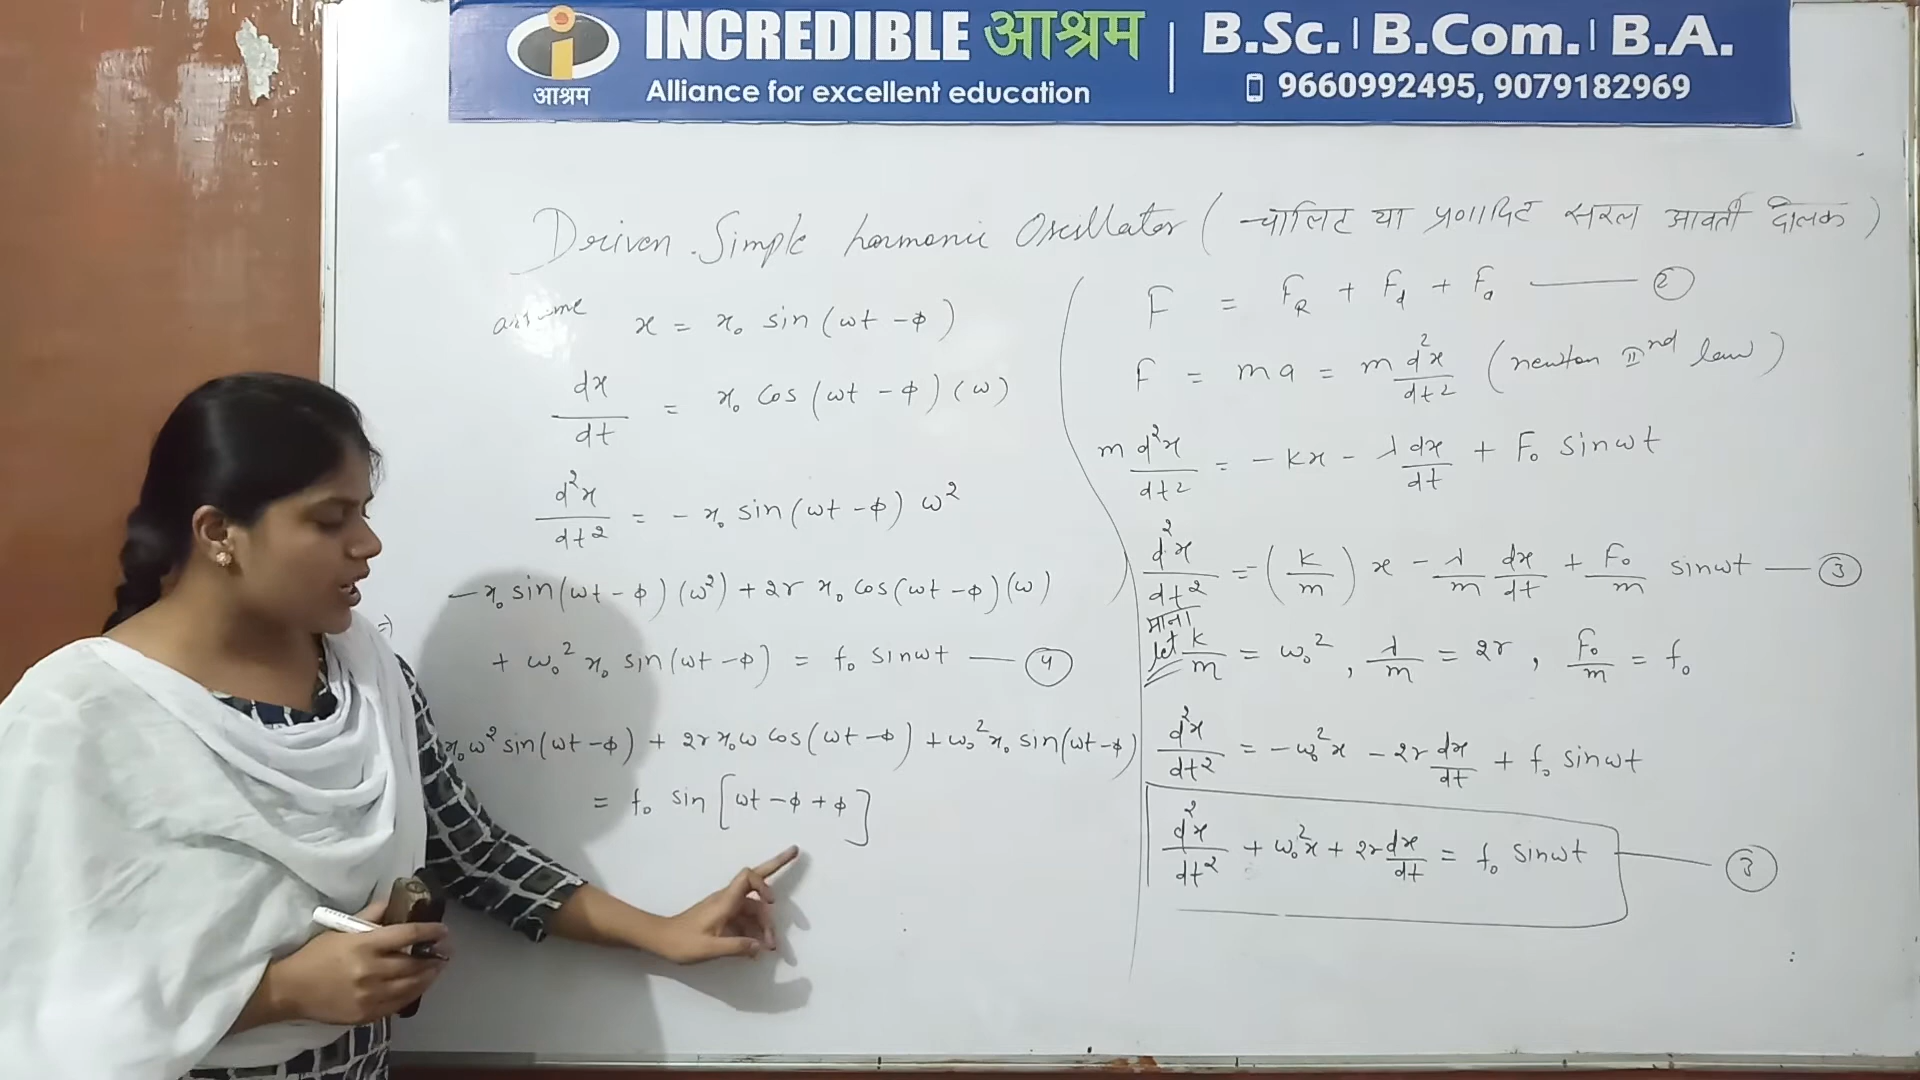 INCREDIBLE आश्रम
Alliance for excellent education
आश्रम
B.Sc. | B.Com. | B.A.
9660992495, 9079182969
Driven Simple harmonic Oscillator ( चालिट या प्रणादिट सरल आवर्ती दोलक )
assume x = x₀ sin (ωt - φ)
dx/dt = x₀ cos (ωt - φ) (ω)
d²x/dt² = - x₀ sin (ωt - φ) ω²
⇒ - x₀ sin (ωt - φ) (ω²) + 2r x₀ cos (ωt - φ) (ω)
+ ω₀² x₀ sin (ωt - φ) = f₀ sinωt — (4)
x₀ω² sin (ωt - φ) + 2r x₀ω cos (ωt - φ) + ω₀² x₀ sin (ωt - φ)
= f₀ sin [ωt - φ + φ]
F = F_R + F_d + F_a — (2)
F = ma = m d²x/dt² (newton IInd law)
m d²x/dt² = - kx - λ dx/dt + F₀ sinωt
d²x/dt² = (k/m) x - λ/m dx/dt + F₀/m sinωt — (3)
माना
let k/m = ω₀² , λ/m = 2r , F₀/m = f₀
d²x/dt² = - ω₀²x - 2r dx/dt + f₀ sinωt
d²x/dt² + ω₀²x + 2r dx/dt = f₀ sinωt — (3)